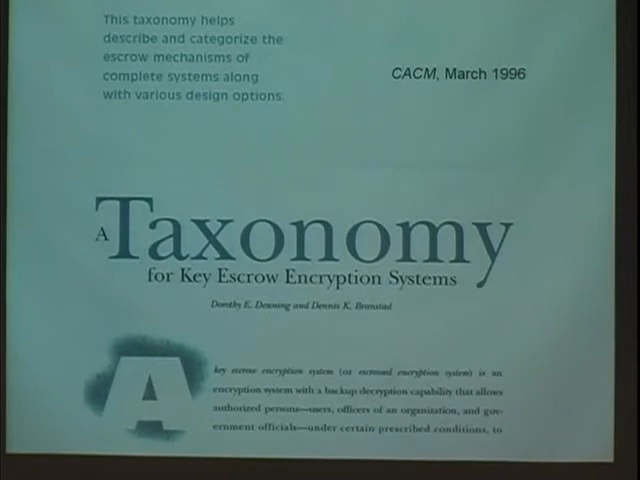 This taxonomy helps
describe and categorize the
escrow mechanisms of
complete systems along
with various design options.
CACM, March 1996
A Taxonomy
for Key Escrow Encryption Systems
Dorothy E. Denning and Dennis K. Branstad
A
key escrow encryption system (or escrowed encryption system) is an
encryption system with a backup decryption capability that allows
authorized persons—users, officers of an organization, and gov-
ernment officials—under certain prescribed conditions, to